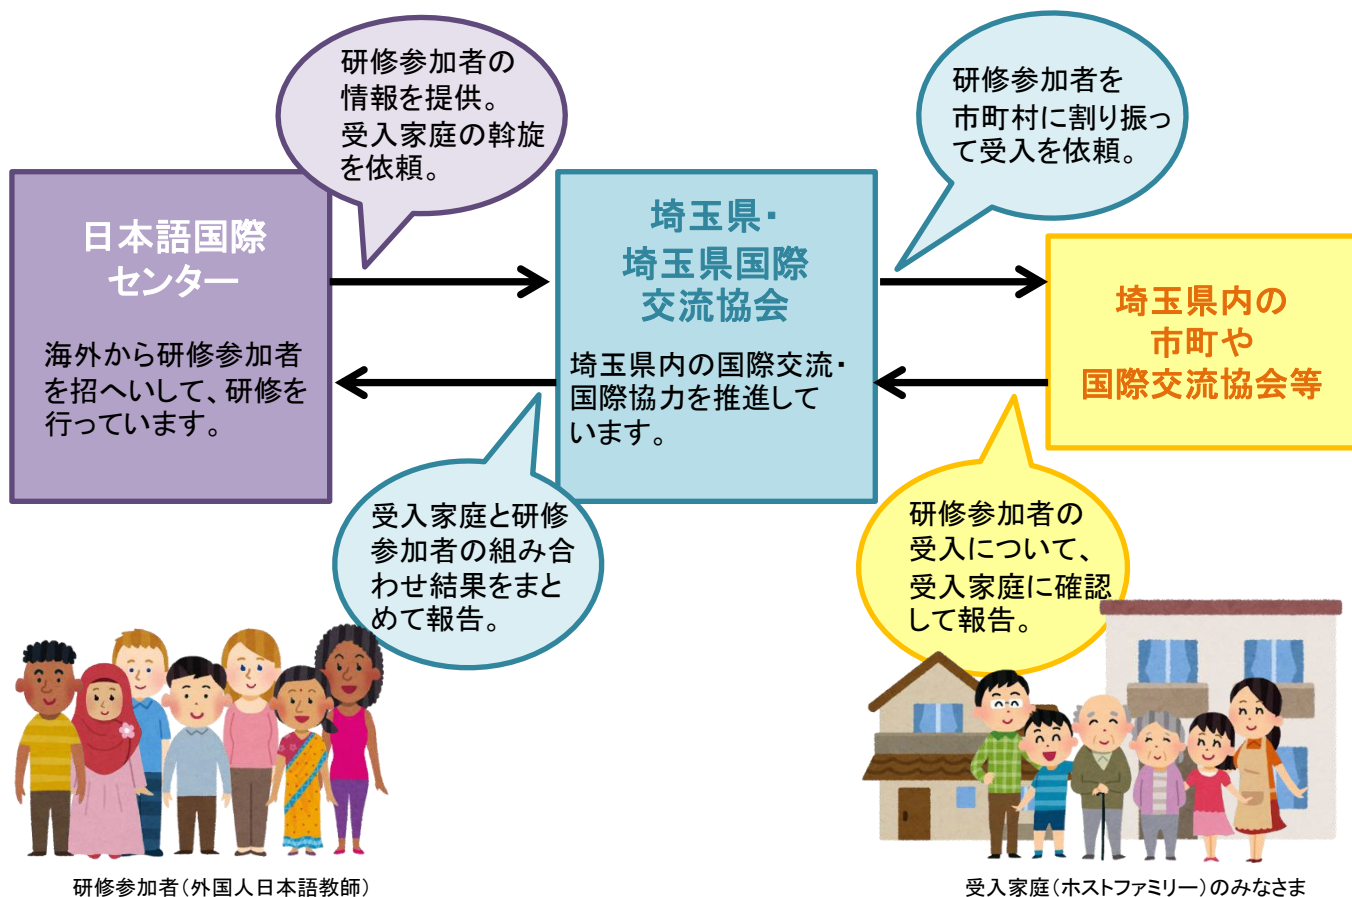 研修参加者の
情報を提供。
受入家庭の斡旋
を依頼。
研修参加者を
市町村に割り振っ
て受入を依頼。
日本語国際
センター
海外から研修参加者
を招へいして、研修を
行っています。
埼玉県・
埼玉県国際
交流協会
埼玉県内の国際交流・
国際協力を推進して
います。
埼玉県内の
市町や
国際交流協会等
受入家庭と研修
参加者の組み合
わせ結果をまと
めて報告。
研修参加者の
受入について、
受入家庭に確認
して報告。
研修参加者（外国人日本語教師）
受入家庭（ホストファミリー）のみなさま